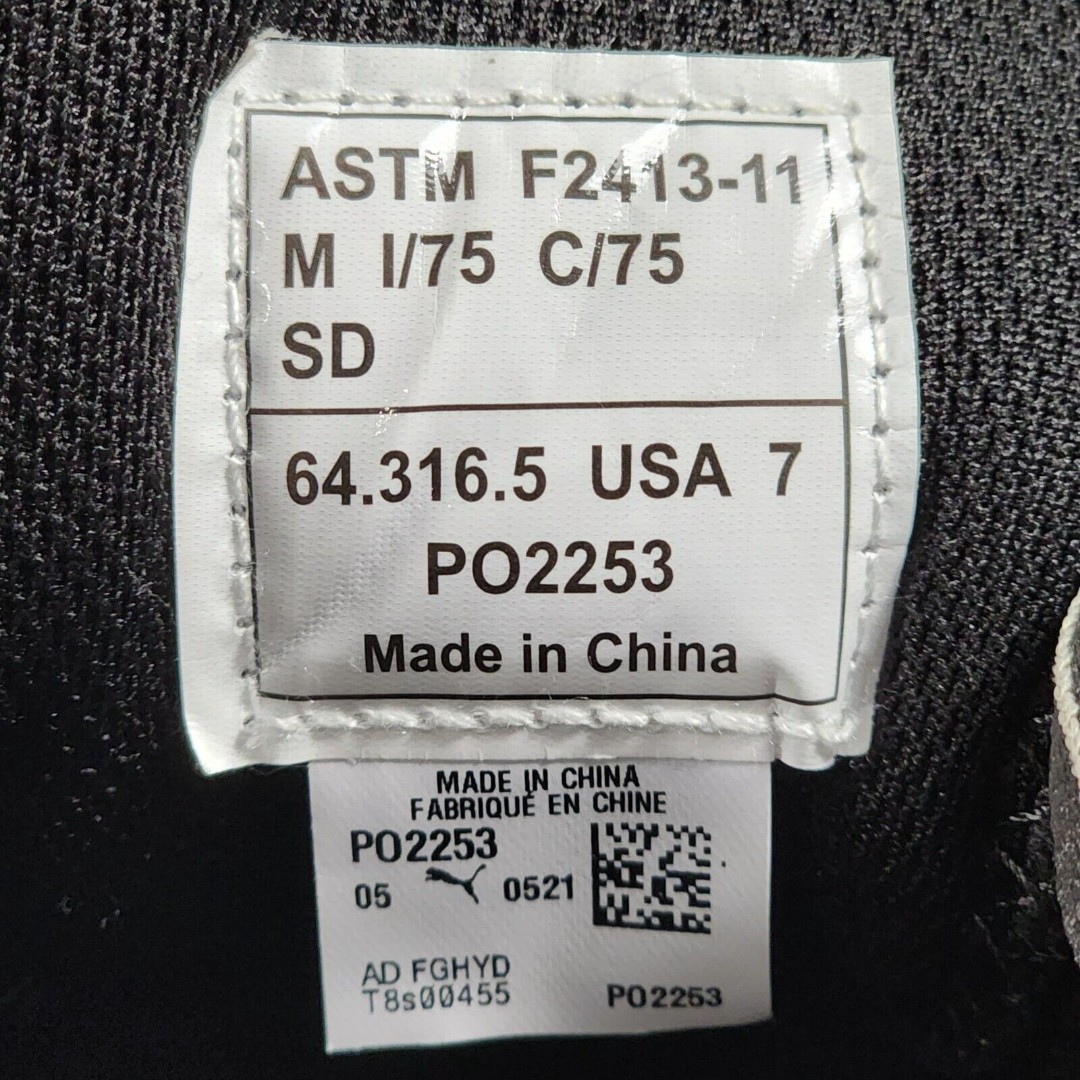 ASTM F2413-11
M I/75 C/75
SD
64.316.5 USA 7
PO2253
Made in China
MADE IN CHINA
FABRIQUÉ EN CHINE
PO2253
05 0521
AD FGHYD
T8s00455 PO2253